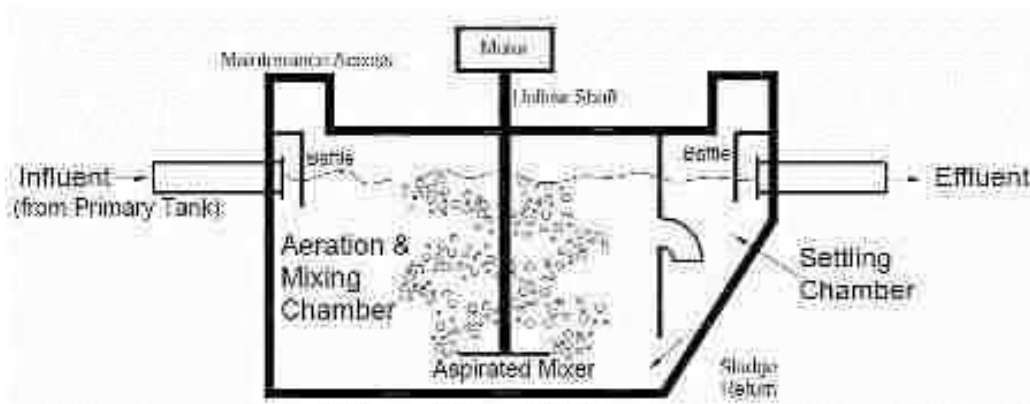 Motor
Maintenance Access
Hollow Shaft
Baffle
Baffle
Influent
(from Primary Tank)
Effluent
Aeration &
Mixing
Chamber
Settling
Chamber
Aspirated Mixer
Sludge
Return